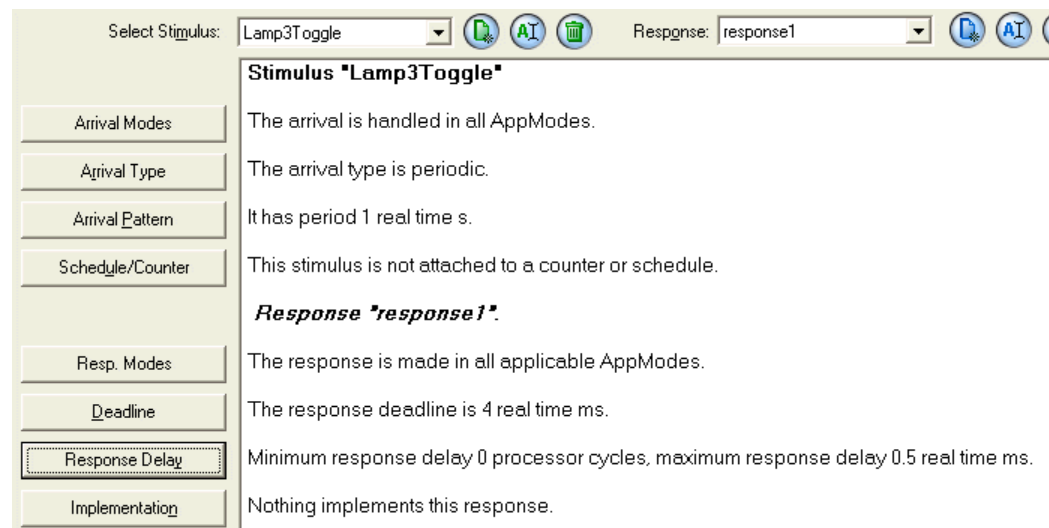 Select Stimulus: Lamp3Toggle AI Response: response1 AI
Stimulus "Lamp3Toggle"
Arrival Modes The arrival is handled in all AppModes.
Arrival Type The arrival type is periodic.
Arrival Pattern It has period 1 real time s.
Schedule/Counter This stimulus is not attached to a counter or schedule.
Response "response1".
Resp. Modes The response is made in all applicable AppModes.
Deadline The response deadline is 4 real time ms.
Response Delay Minimum response delay 0 processor cycles, maximum response delay 0.5 real time ms.
Implementation Nothing implements this response.